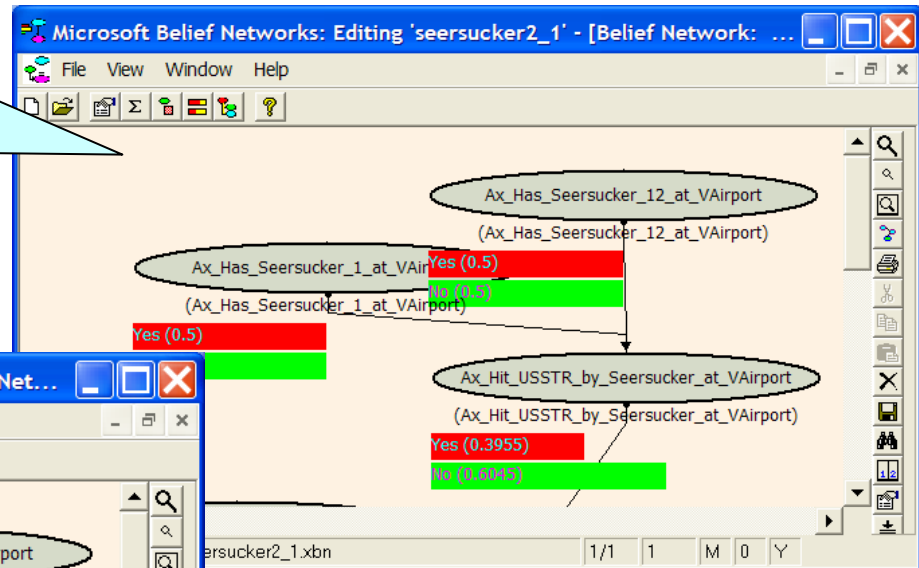 Microsoft Belief Networks: Editing 'seersucker2_1' - [Belief Network: ...
File View Window Help
Ax_Has_Seersucker_12_at_VAirport
(Ax_Has_Seersucker_12_at_VAirport)
Yes (0.5)
No (0.5)
Ax_Has_Seersucker_1_at_VAir
(Ax_Has_Seersucker_1_at_VAirport)
Yes (0.5)
Ax_Hit_USSTR_by_Seersucker_at_VAirport
(Ax_Hit_USSTR_by_Seersucker_at_VAirport)
Yes (0.3955)
No (0.6045)
Net...
port
ersucker2_1.xbn 1/1 1 M 0 Y